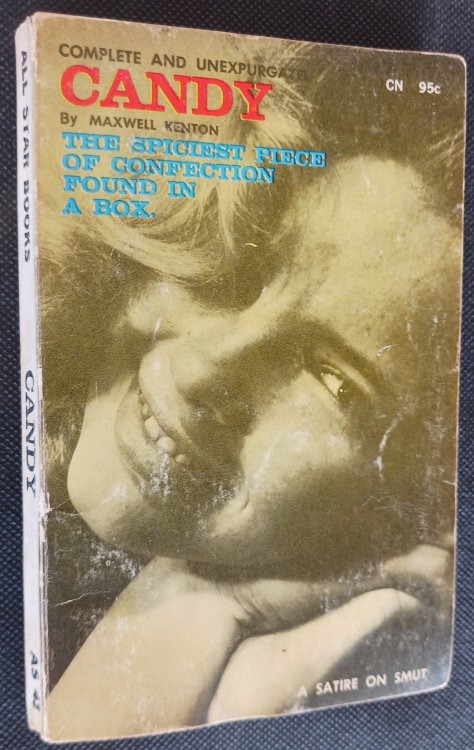 COMPLETE AND UNEXPURGATED
CN 95c
CANDY
By MAXWELL KENTON
THE SPICIEST PIECE
OF CONFECTION
FOUND IN
A BOX.
A SATIRE ON SMUT
ALL STAR BOOKS
CANDY
AS 43